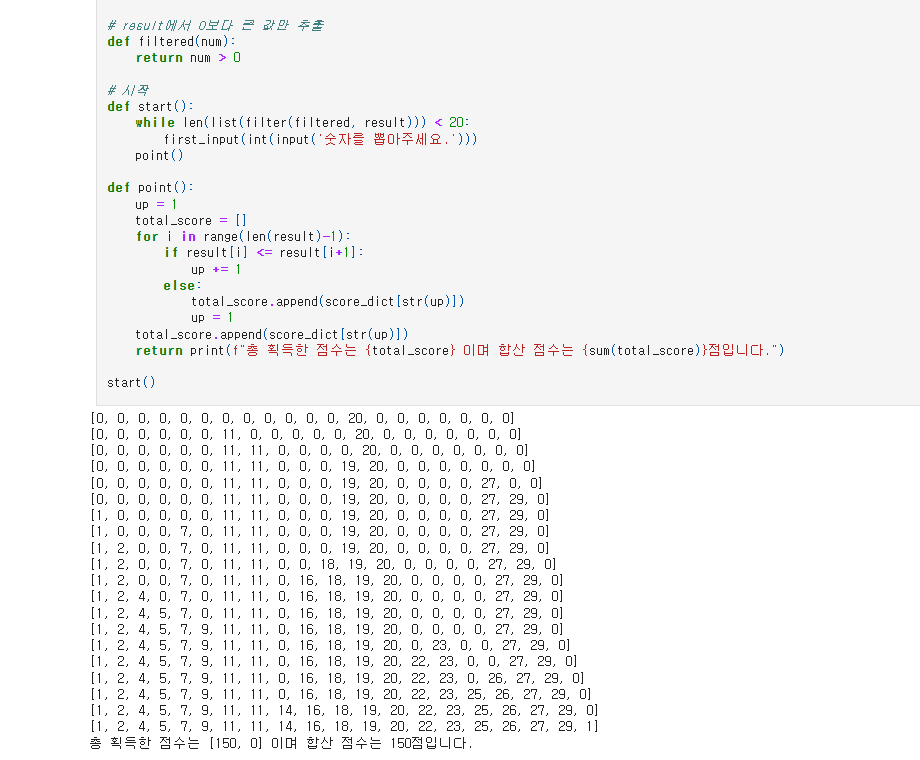 # result에서 0보다 큰 값만 추출
def filtered(num):
    return num > 0
# 시작
def start():
    while len(list(filter(filtered, result))) < 20:
        first_input(int(input('숫자를 뽑아주세요.')))
    point()
def point():
    up = 1
    total_score = []
    for i in range(len(result)-1):
        if result[i] <= result[i+1]:
            up += 1
        else:
            total_score.append(score_dict[str(up)])
            up = 1
    total_score.append(score_dict[str(up)])
    return print(f"총 획득한 점수는 {total_score} 이며 합산 점수는 {sum(total_score)}점입니다.")
start()
[0, 0, 0, 0, 0, 0, 0, 0, 0, 0, 0, 0, 20, 0, 0, 0, 0, 0, 0, 0]
[0, 0, 0, 0, 0, 0, 11, 0, 0, 0, 0, 0, 20, 0, 0, 0, 0, 0, 0, 0]
[0, 0, 0, 0, 0, 0, 11, 11, 0, 0, 0, 0, 20, 0, 0, 0, 0, 0, 0, 0]
[0, 0, 0, 0, 0, 0, 11, 11, 0, 0, 0, 19, 20, 0, 0, 0, 0, 0, 0, 0]
[0, 0, 0, 0, 0, 0, 11, 11, 0, 0, 0, 19, 20, 0, 0, 0, 0, 27, 0, 0]
[0, 0, 0, 0, 0, 0, 11, 11, 0, 0, 0, 19, 20, 0, 0, 0, 0, 27, 29, 0]
[1, 0, 0, 0, 0, 0, 11, 11, 0, 0, 0, 19, 20, 0, 0, 0, 0, 27, 29, 0]
[1, 0, 0, 0, 7, 0, 11, 11, 0, 0, 0, 19, 20, 0, 0, 0, 0, 27, 29, 0]
[1, 2, 0, 0, 7, 0, 11, 11, 0, 0, 0, 19, 20, 0, 0, 0, 0, 27, 29, 0]
[1, 2, 0, 0, 7, 0, 11, 11, 0, 0, 18, 19, 20, 0, 0, 0, 0, 27, 29, 0]
[1, 2, 0, 0, 7, 0, 11, 11, 0, 16, 18, 19, 20, 0, 0, 0, 0, 27, 29, 0]
[1, 2, 4, 0, 7, 0, 11, 11, 0, 16, 18, 19, 20, 0, 0, 0, 0, 27, 29, 0]
[1, 2, 4, 5, 7, 0, 11, 11, 0, 16, 18, 19, 20, 0, 0, 0, 0, 27, 29, 0]
[1, 2, 4, 5, 7, 9, 11, 11, 0, 16, 18, 19, 20, 0, 0, 0, 0, 27, 29, 0]
[1, 2, 4, 5, 7, 9, 11, 11, 0, 16, 18, 19, 20, 0, 23, 0, 0, 27, 29, 0]
[1, 2, 4, 5, 7, 9, 11, 11, 0, 16, 18, 19, 20, 22, 23, 0, 0, 27, 29, 0]
[1, 2, 4, 5, 7, 9, 11, 11, 0, 16, 18, 19, 20, 22, 23, 0, 26, 27, 29, 0]
[1, 2, 4, 5, 7, 9, 11, 11, 0, 16, 18, 19, 20, 22, 23, 25, 26, 27, 29, 0]
[1, 2, 4, 5, 7, 9, 11, 11, 14, 16, 18, 19, 20, 22, 23, 25, 26, 27, 29, 0]
[1, 2, 4, 5, 7, 9, 11, 11, 14, 16, 18, 19, 20, 22, 23, 25, 26, 27, 29, 1]
총 획득한 점수는 [150, 0] 이며 합산 점수는 150점입니다.